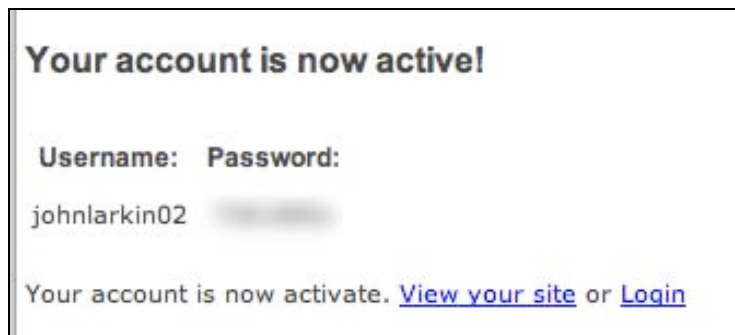 Your account is now active!
Username: Password:
johnlarkin02
Your account is now activate. View your site or Login